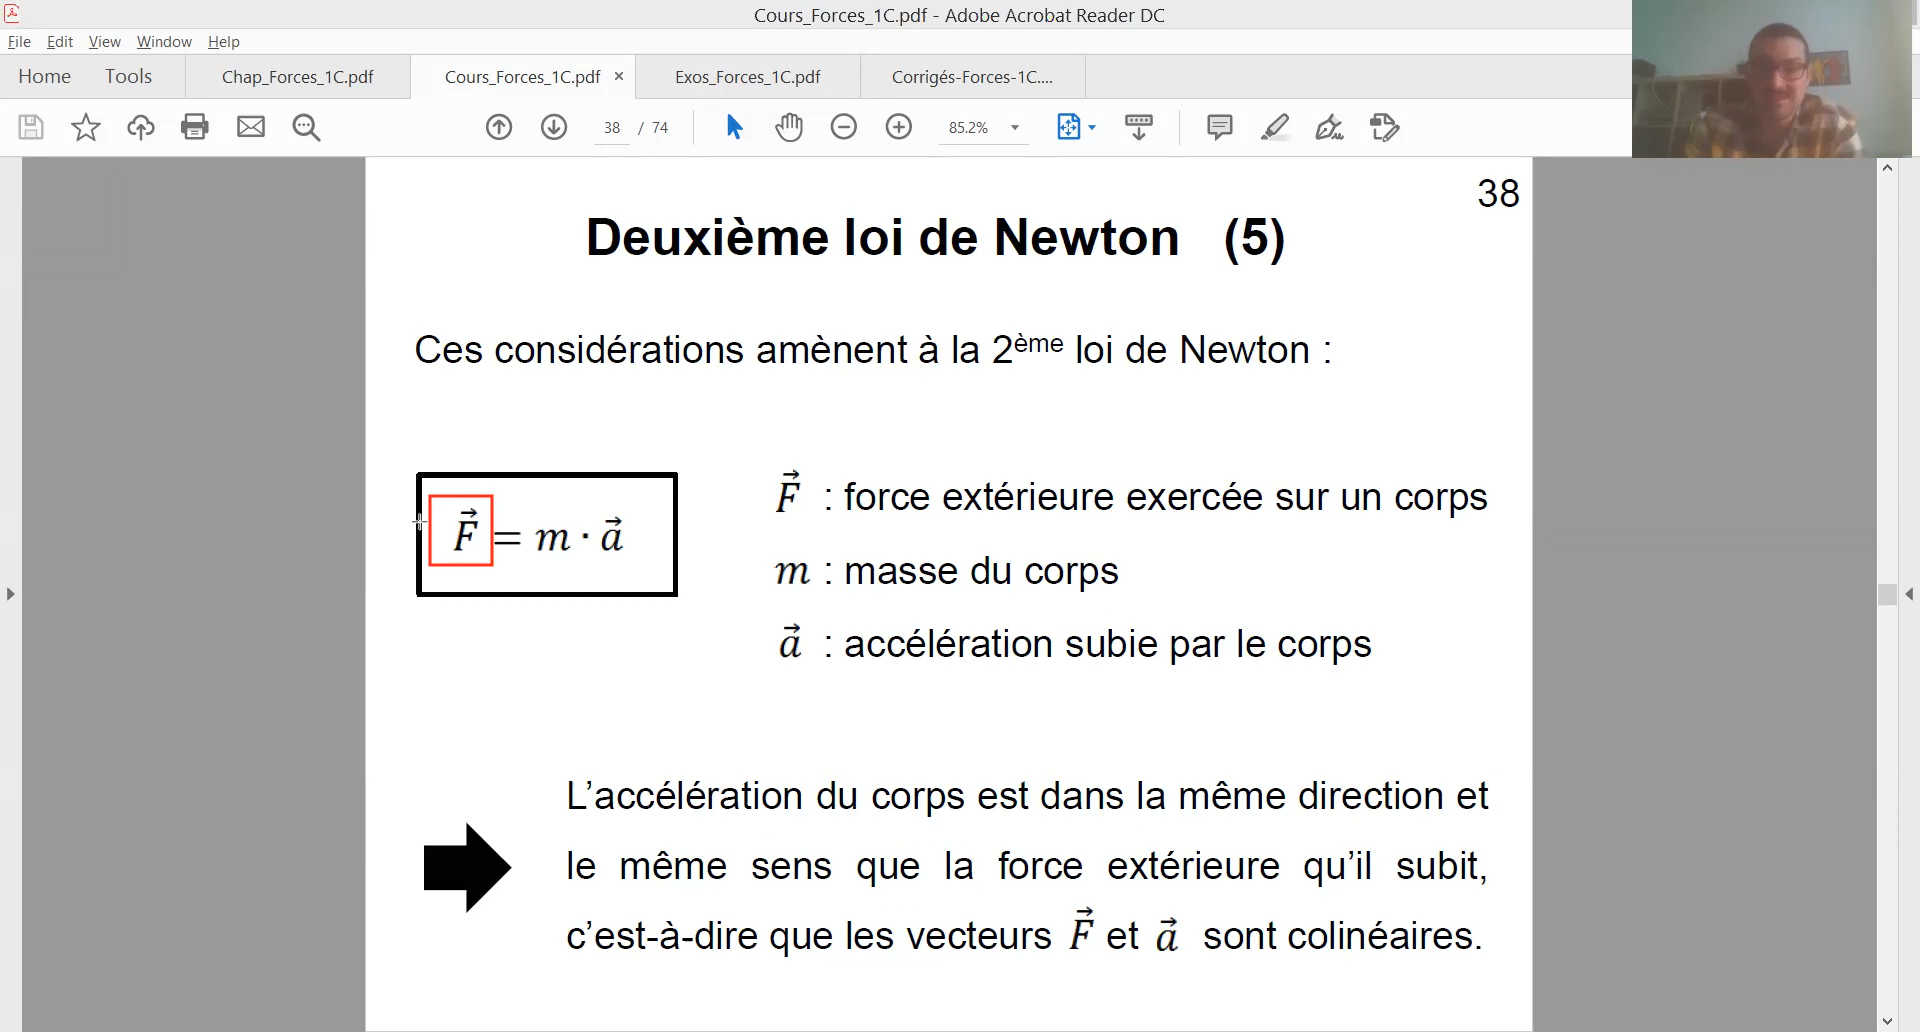 Cours_Forces_1C.pdf - Adobe Acrobat Reader DC
File Edit View Window Help
Home Tools Chap_Forces_1C.pdf Cours_Forces_1C.pdf × Exos_Forces_1C.pdf Corrigés-Forces-1C....
38 / 74 85.2%
38
Deuxième loi de Newton (5)
Ces considérations amènent à la 2ème loi de Newton :
F⃗ = m · a⃗
F⃗ : force extérieure exercée sur un corps
m : masse du corps
a⃗ : accélération subie par le corps
L’accélération du corps est dans la même direction et
le même sens que la force extérieure qu’il subit,
c’est-à-dire que les vecteurs F⃗ et a⃗ sont colinéaires.